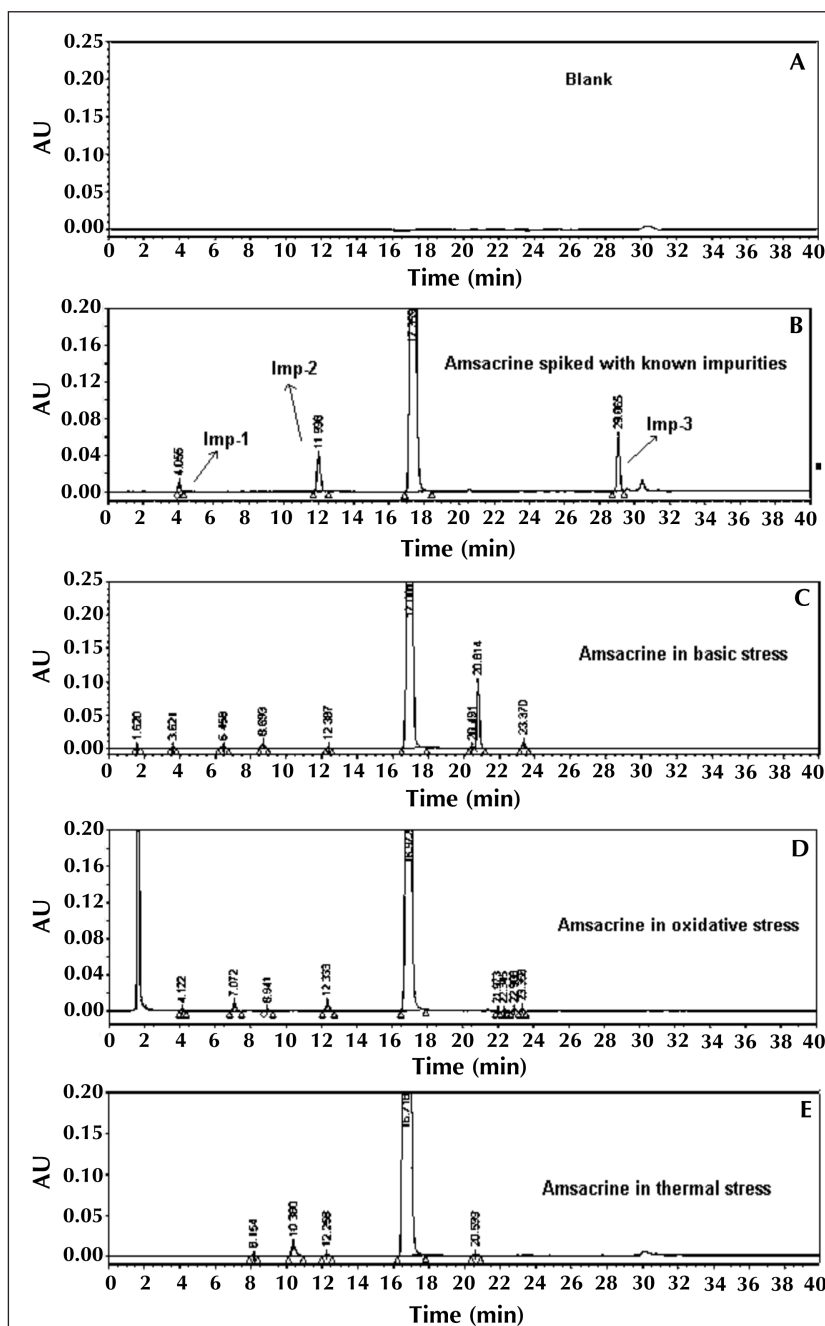 A
Blank
AU
0.25
0.20
0.15
0.10
0.05
0.00
0 2 4 6 8 10 12 14 16 18 20 22 24 26 28 30 32 34 36 38 40
Time (min)
B
Amsacrine spiked with known impurities
AU
0.20
0.16
0.12
0.08
0.04
0.00
4.055
Imp-1
Imp-2
11.998
Imp-3
0 2 4 6 8 10 12 14 16 18 20 22 24 26 28 30 32 34 36 38 40
Time (min)
C
Amsacrine in basic stress
AU
0.25
0.20
0.15
0.10
0.05
0.00
1.620
3.621
6.458
8.693
12.387
20.491
20.814
23.370
0 2 4 6 8 10 12 14 16 18 20 22 24 26 28 30 32 34 36 38 40
Time (min)
D
Amsacrine in oxidative stress
AU
0.20
0.16
0.12
0.08
0.04
0.00
4.122
7.072
8.941
12.333
21.973
0 2 4 6 8 10 12 14 16 18 20 22 24 26 28 30 32 34 36 38 40
Time (min)
E
Amsacrine in thermal stress
AU
0.20
0.15
0.10
0.05
0.00
8.154
10.380
12.258
16.718
20.599
0 2 4 6 8 10 12 14 16 18 20 22 24 26 28 30 32 34 36 38 40
Time (min)